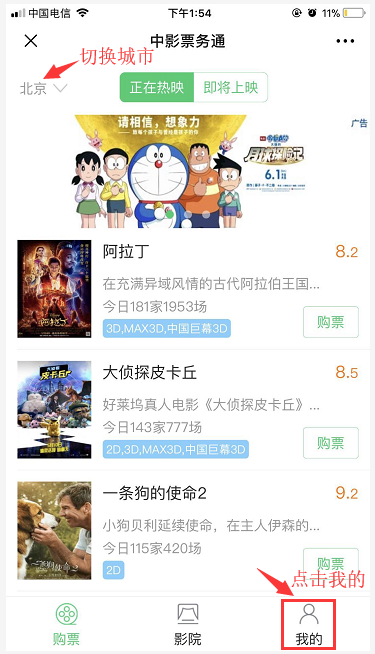 中国电信
下午1:54
11%
中影票务通
切换城市
北京
正在热映
即将上映
广告
请相信，想象力
6.1
阿拉丁
8.2
在充满异域风情的古代阿拉伯王国...
今日181家1953场
购票
3D,MAX3D,中国巨幕3D
大侦探皮卡丘
8.5
好莱坞真人电影《大侦探皮卡丘》...
今日143家777场
购票
2D,3D,MAX3D,中国巨幕3D
一条狗的使命2
9.2
小狗贝利延续使命，在主人伊森的...
今日115家420场
购票
2D
点击我的
购票
影院
我的